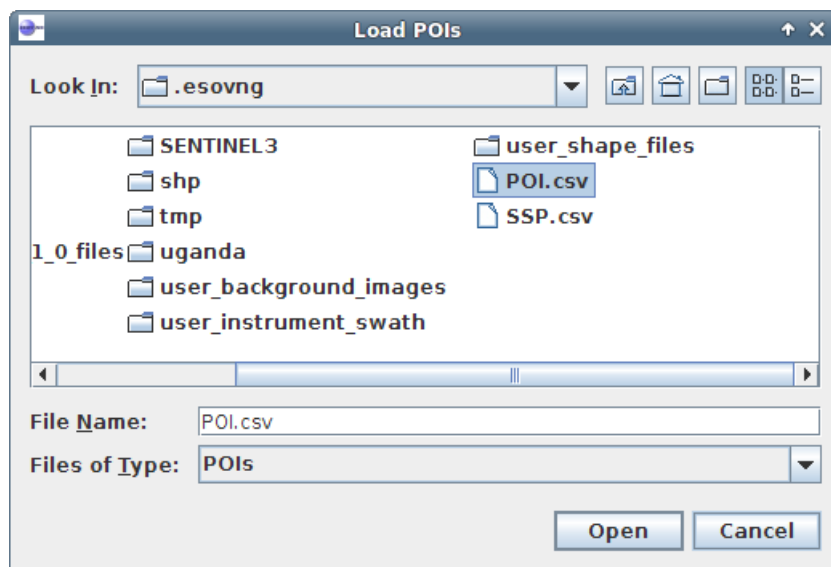 Load POIs
Look In: .esovng
SENTINEL3 user_shape_files
shp POI.csv
tmp SSP.csv
1_0_files uganda
user_background_images
user_instrument_swath
File Name: POI.csv
Files of Type: POIs
Open Cancel